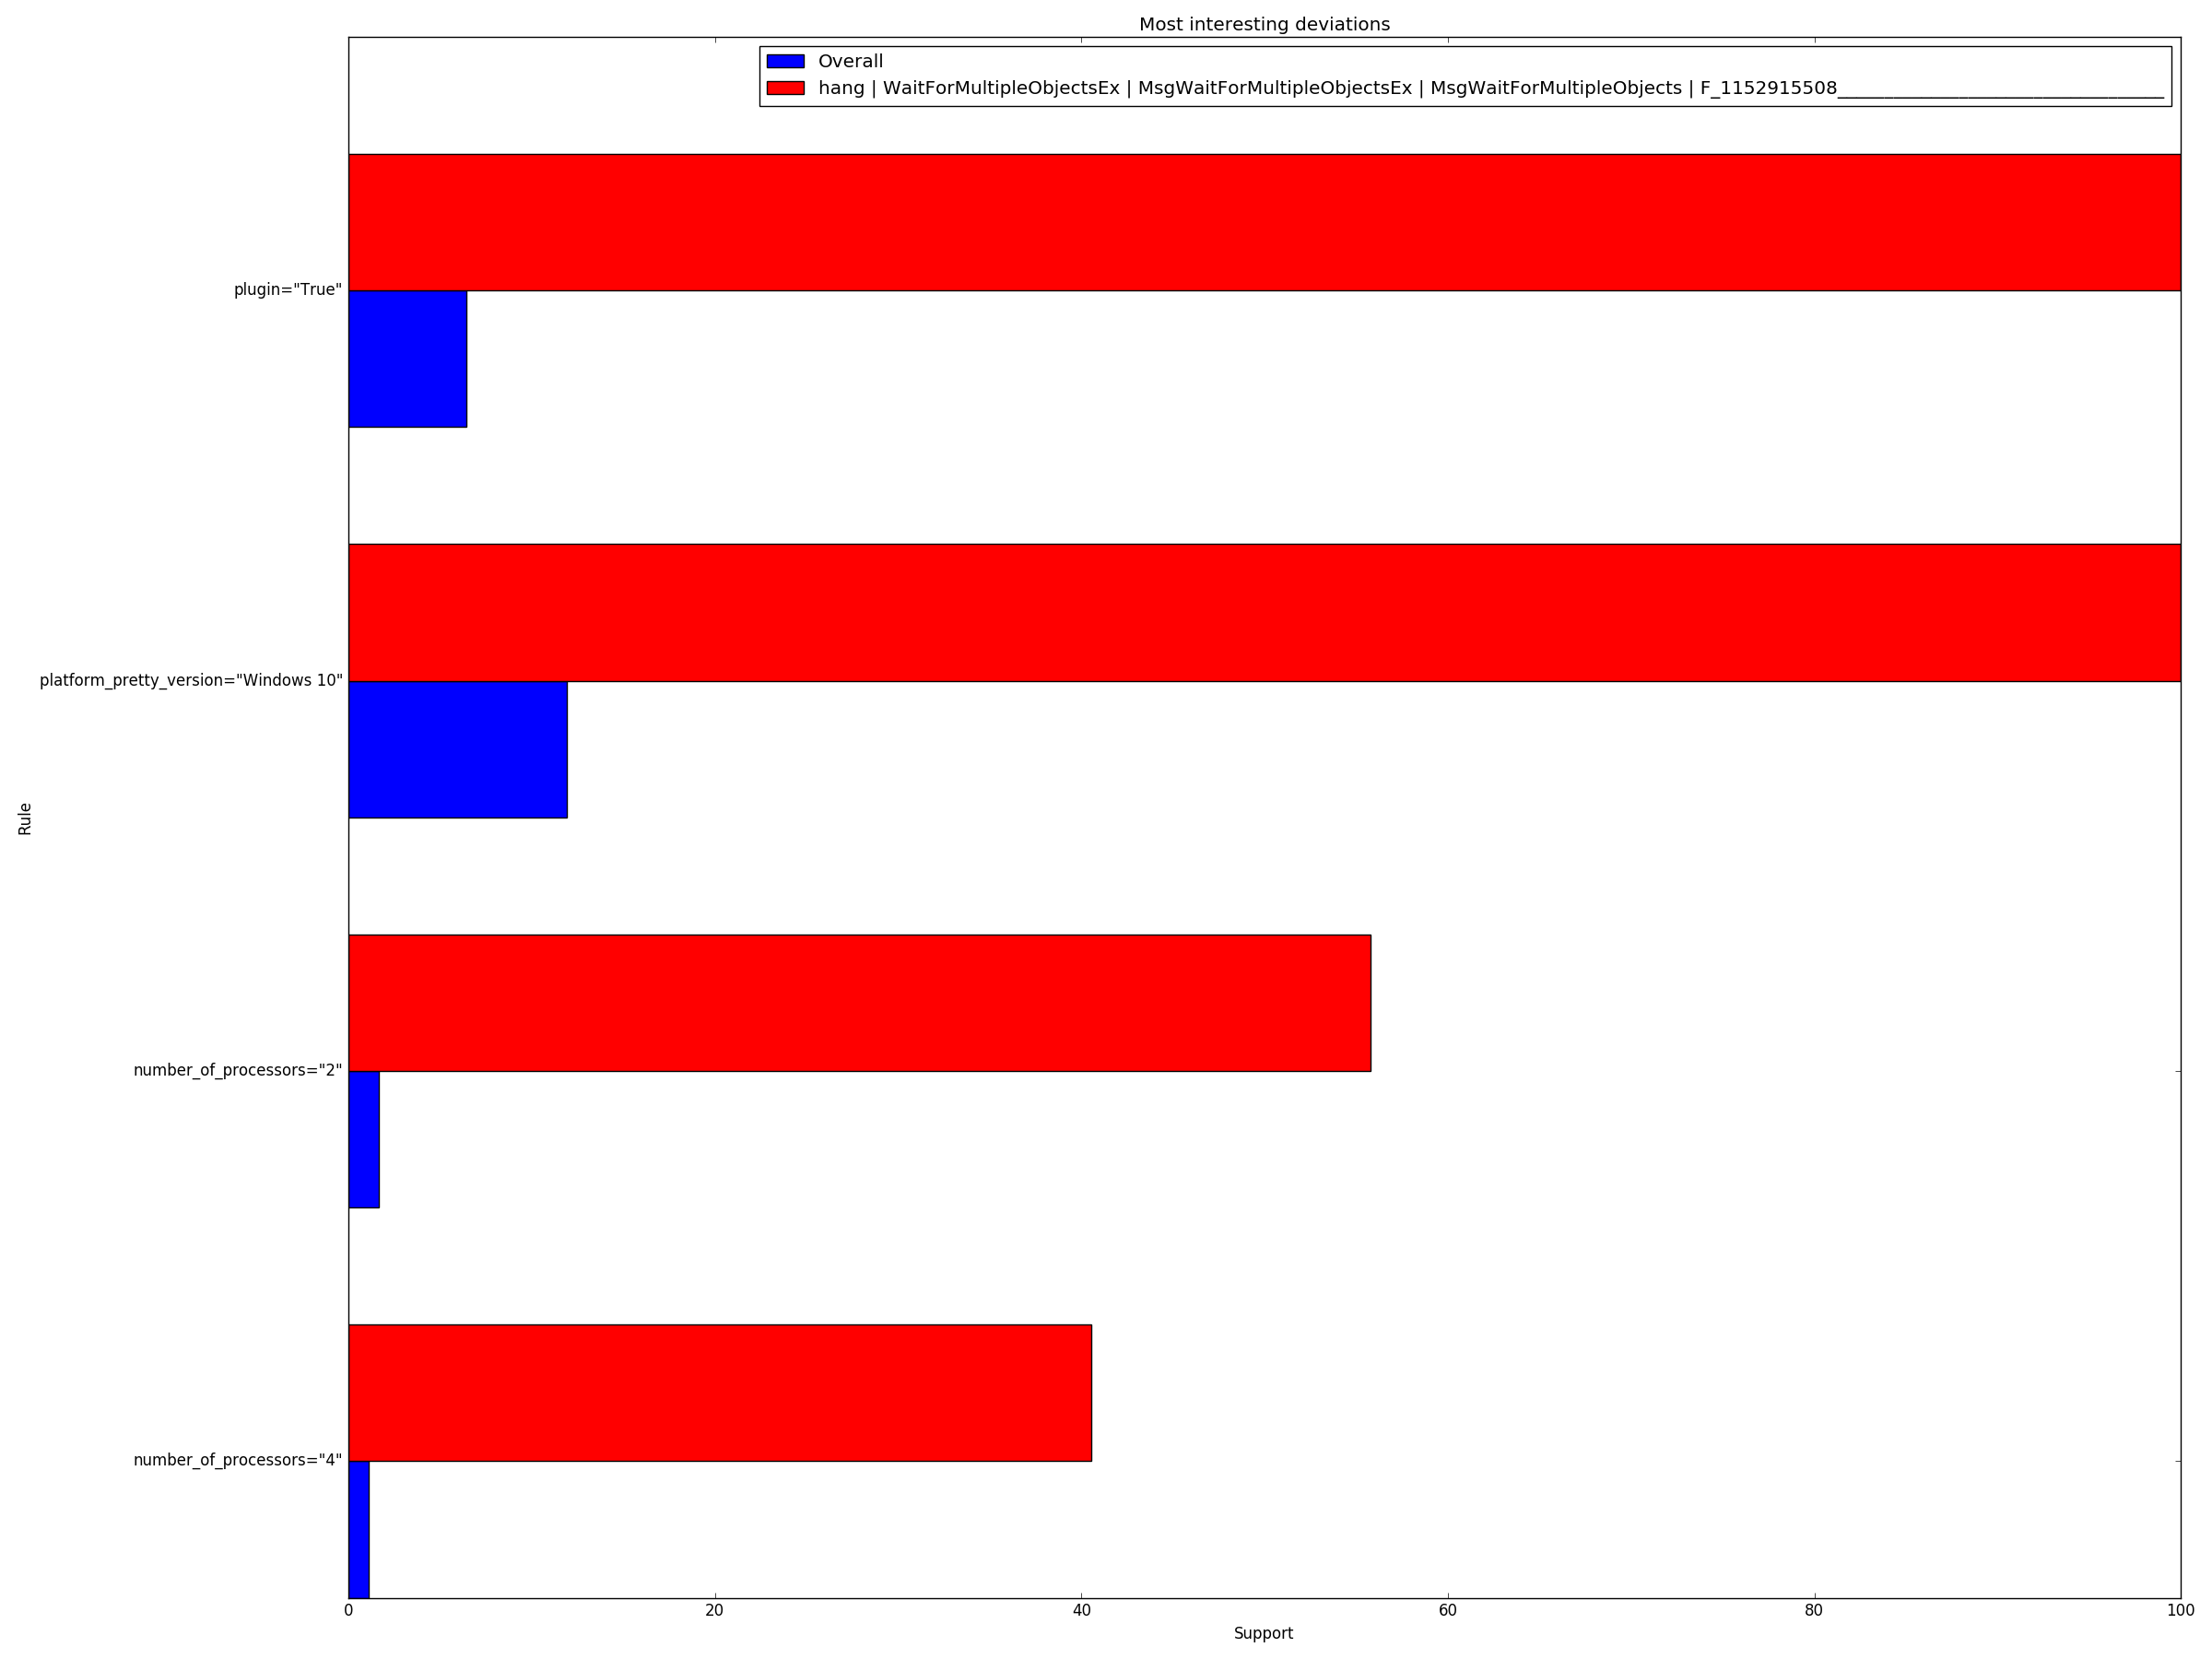 Most interesting deviations
Overall
hang | WaitForMultipleObjectsEx | MsgWaitForMultipleObjectsEx | MsgWaitForMultipleObjects | F_1152915508___________________________________
plugin="True"
platform_pretty_version="Windows 10"
Rule
number_of_processors="2"
number_of_processors="4"
0 20 40 60 80 100
Support